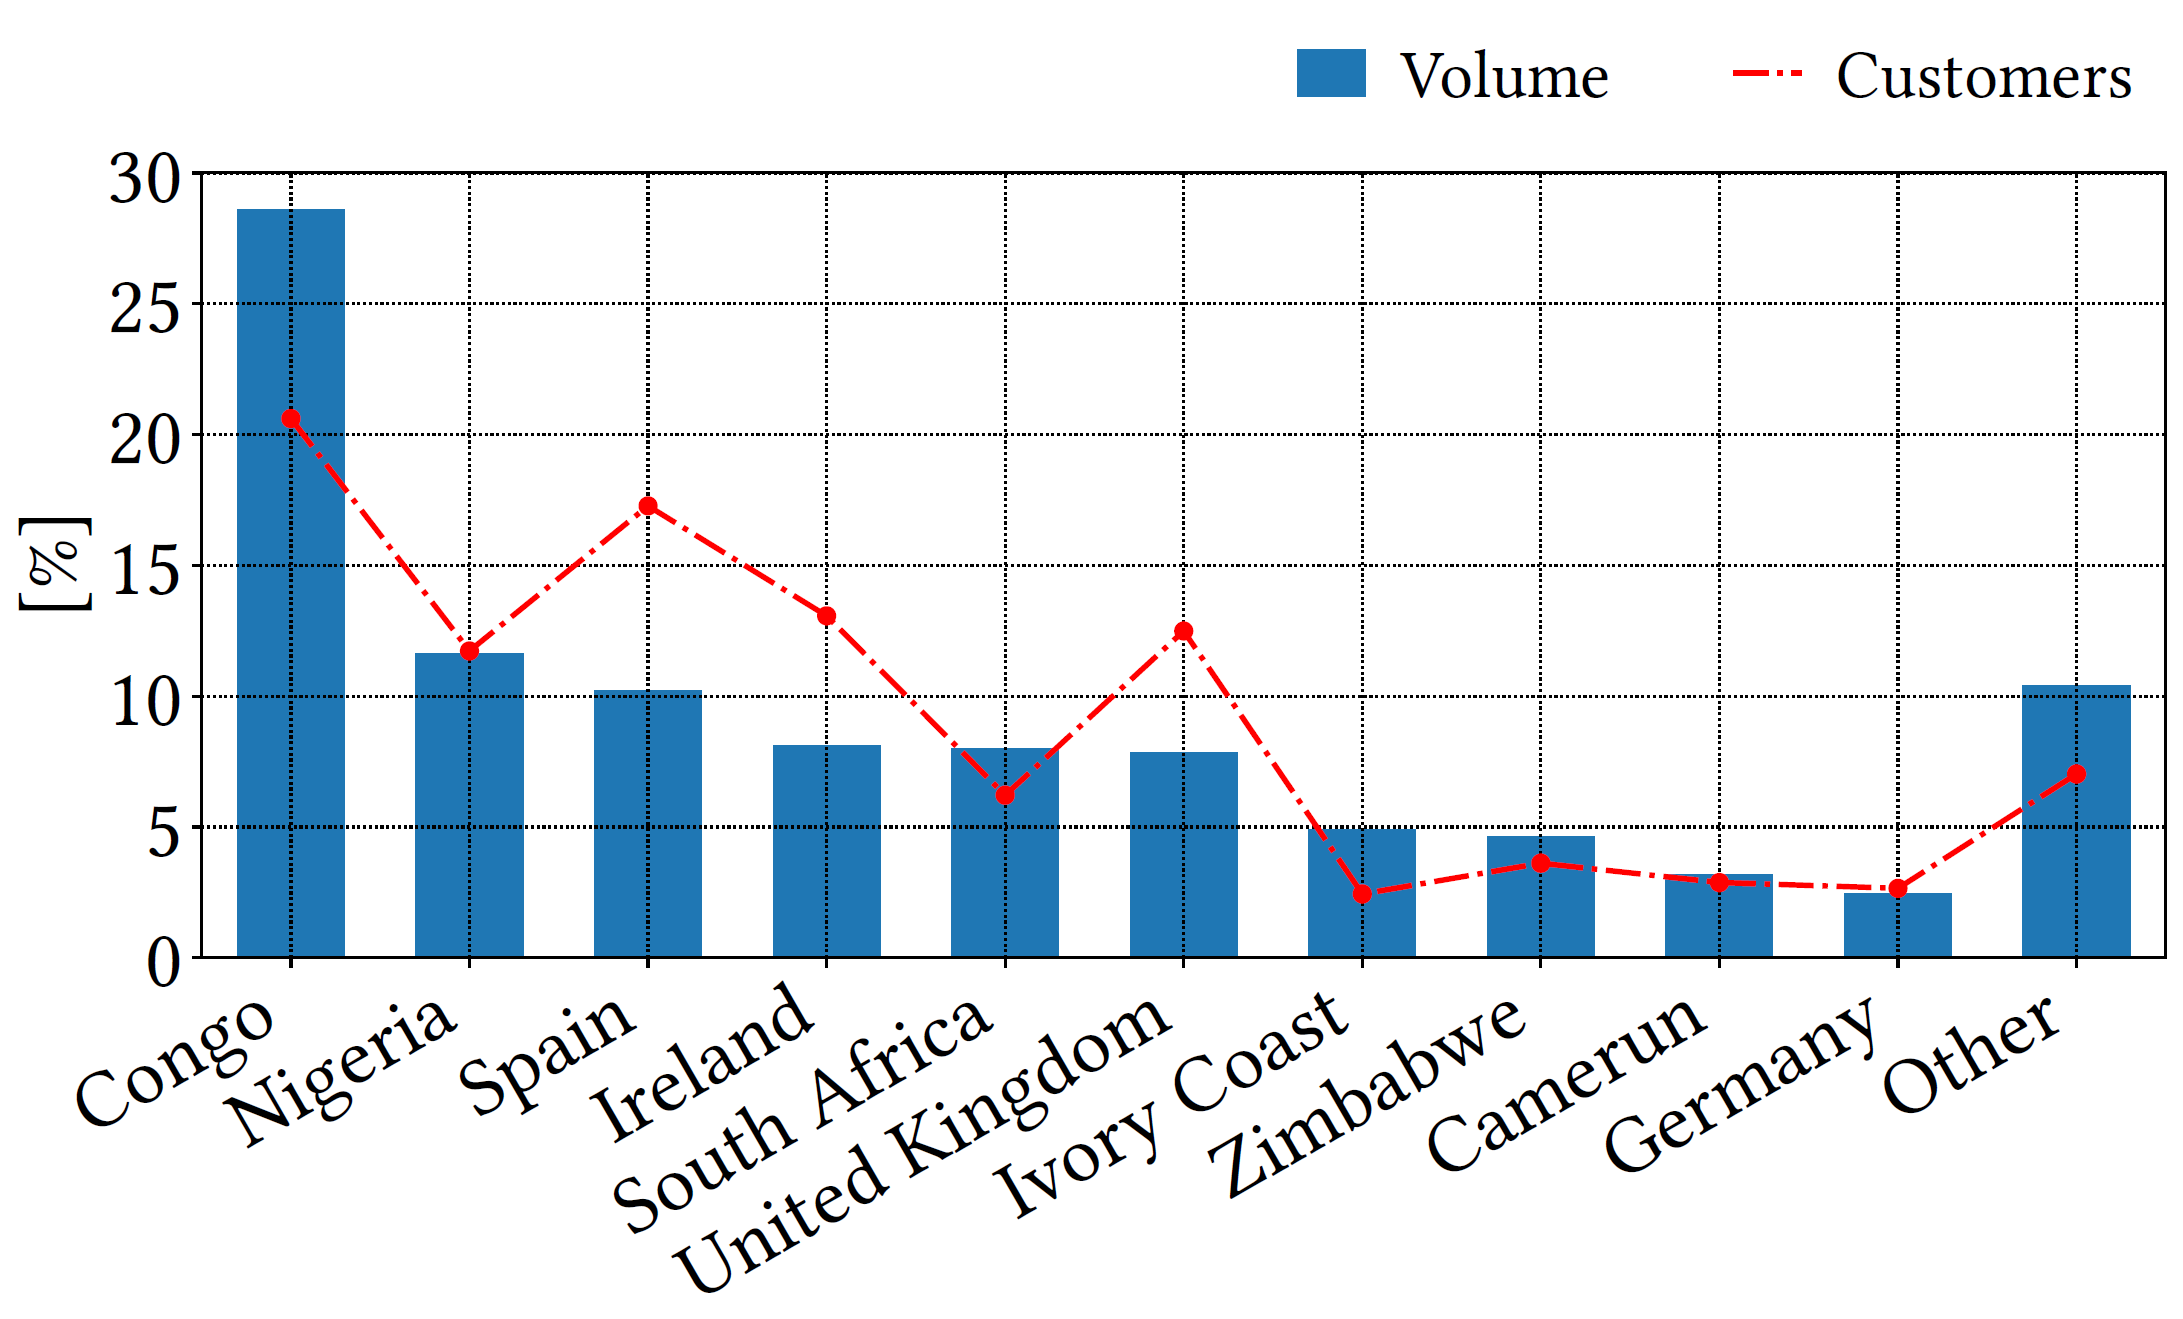 Volume
Customers
30
25
20
15
10
5
0
[%]
Congo
Nigeria
Spain
Ireland
South Africa
United Kingdom
Ivory Coast
Zimbabwe
Camerun
Germany
Other